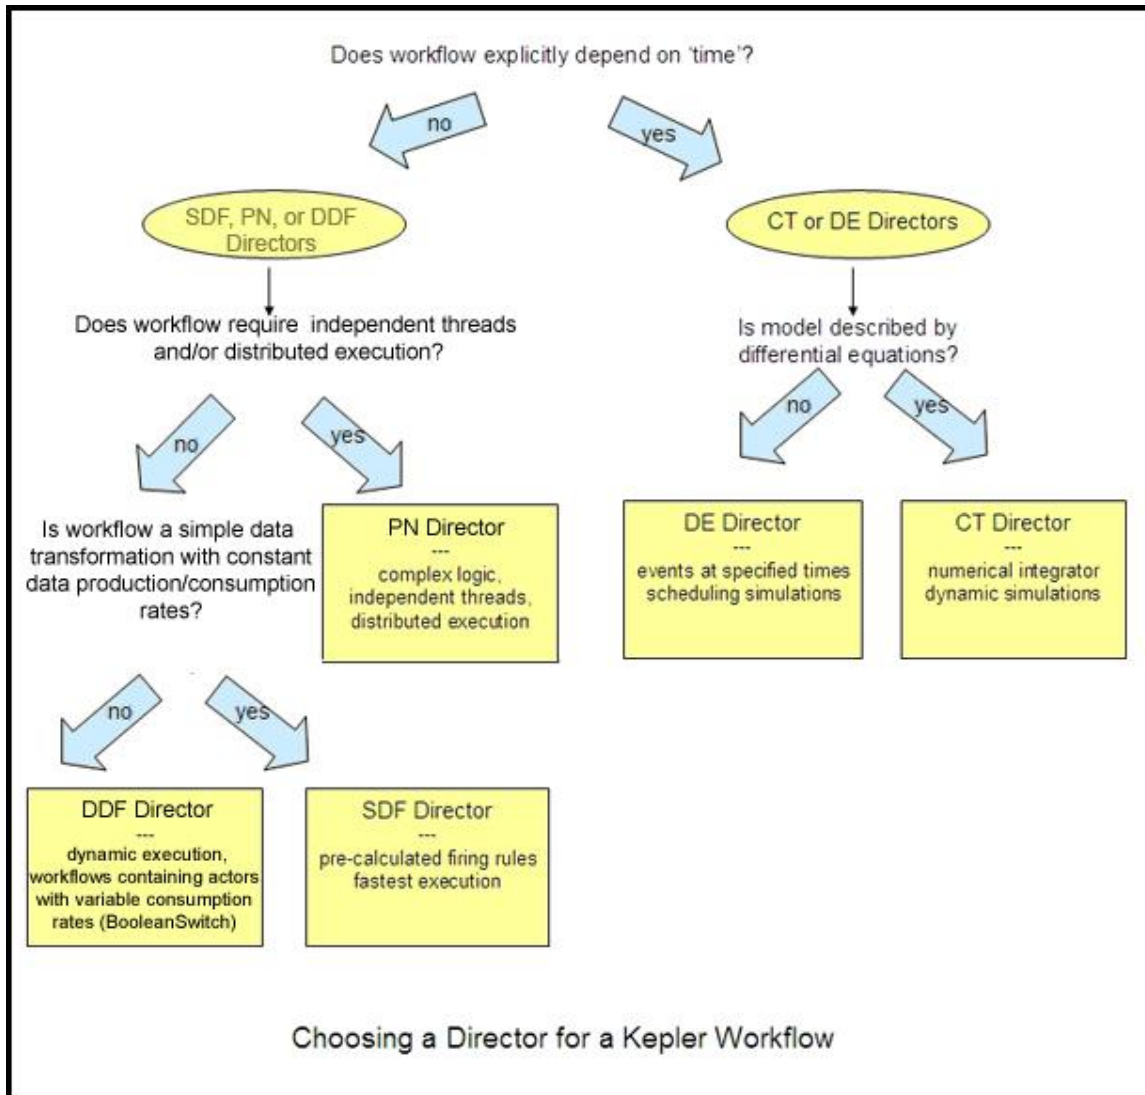 Does workflow explicitly depend on 'time'?
no
yes
SDF, PN, or DDF
Directors
CT or DE Directors
Does workflow require  independent threads
and/or distributed execution?
Is model described by
differential equations?
no
yes
no
yes
Is workflow a simple data
transformation with constant
data production/consumption
rates?
PN Director
---
complex logic,
independent threads,
distributed execution
DE Director
---
events at specified times
scheduling simulations
CT Director
---
numerical integrator
dynamic simulations
no
yes
DDF Director
---
dynamic execution,
workflows containing actors
with variable consumption
rates (BooleanSwitch)
SDF Director
---
pre-calculated firing rules
fastest execution
Choosing a Director for a Kepler Workflow